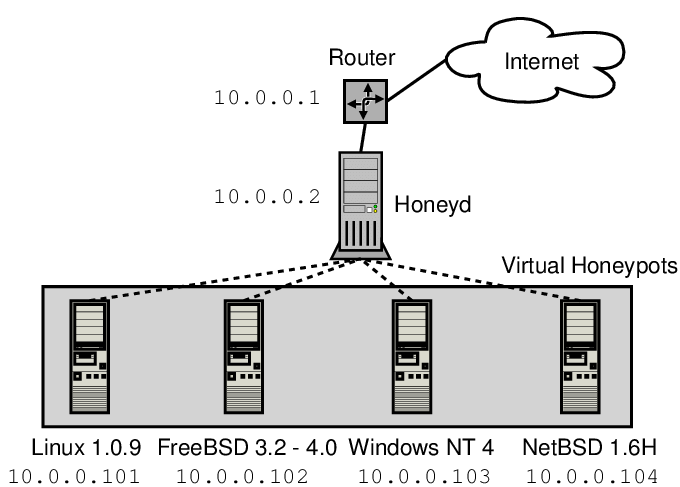 Router
Internet
10.0.0.1
10.0.0.2
Honeyd
Virtual Honeypots
Linux 1.0.9 FreeBSD 3.2 - 4.0 Windows NT 4 NetBSD 1.6H
10.0.0.101 10.0.0.102 10.0.0.103 10.0.0.104